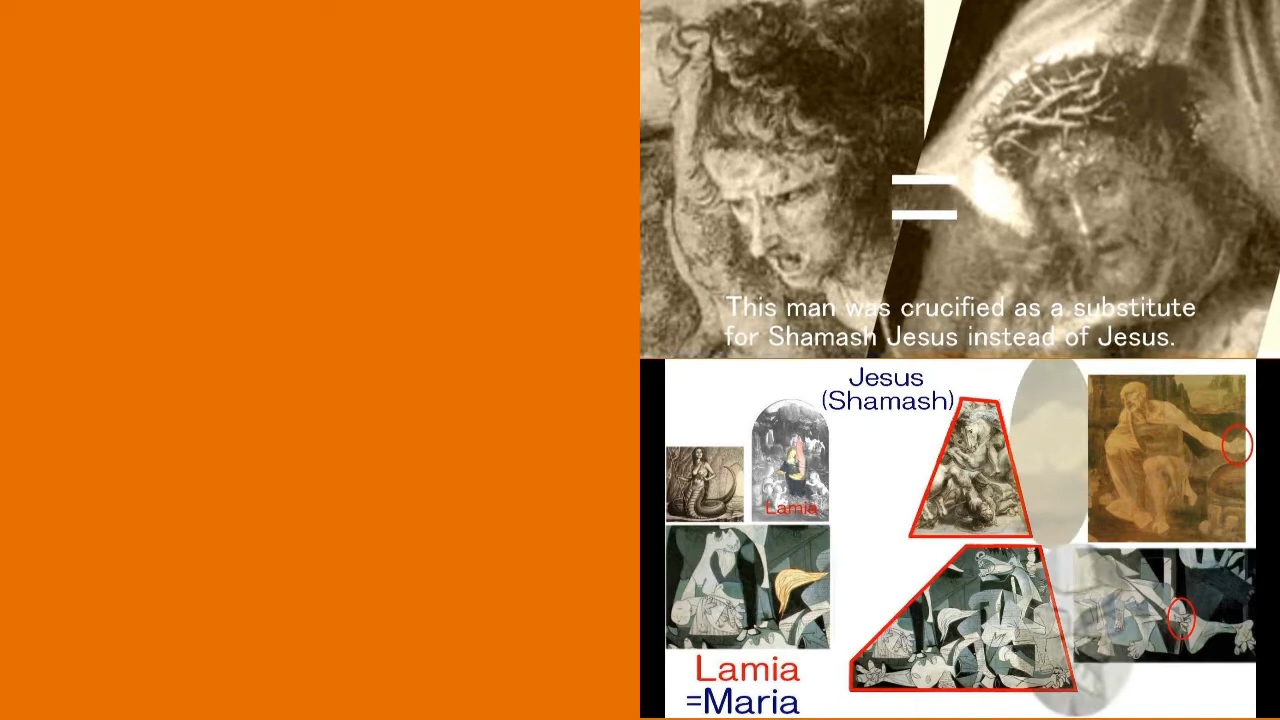 This man was crucified as a substitute
for Shamash Jesus instead of Jesus.
Jesus
(Shamash)
Lamia
Lamia
=Maria